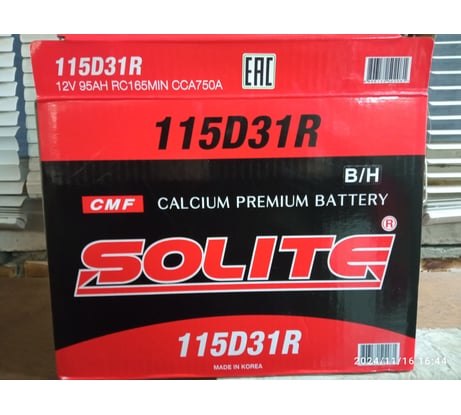 115D31R
12V 95AH RC165MIN CCA750A
EAC
115D31R
B/H
CMF CALCIUM PREMIUM BATTERY
SOLITE®
115D31R
MADE IN KOREA
2024/11/16 16:44